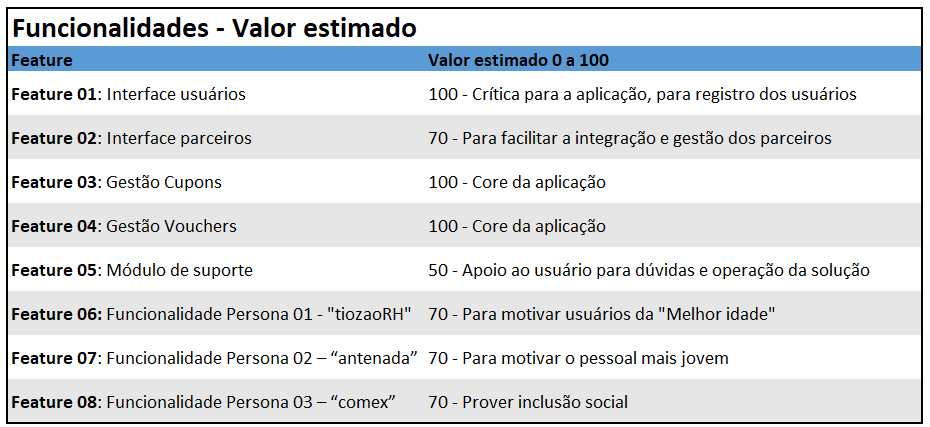 Funcionalidades - Valor estimado
Feature Valor estimado 0 a 100
Feature 01: Interface usuários 100 - Crítica para a aplicação, para registro dos usuários
Feature 02: Interface parceiros 70 - Para facilitar a integração e gestão dos parceiros
Feature 03: Gestão Cupons 100 - Core da aplicação
Feature 04: Gestão Vouchers 100 - Core da aplicação
Feature 05: Módulo de suporte 50 - Apoio ao usuário para dúvidas e operação da solução
Feature 06: Funcionalidade Persona 01 - "tiozaoRH" 70 - Para motivar usuários da "Melhor idade"
Feature 07: Funcionalidade Persona 02 – “antenada” 70 - Para motivar o pessoal mais jovem
Feature 08: Funcionalidade Persona 03 – “comex” 70 - Prover inclusão social